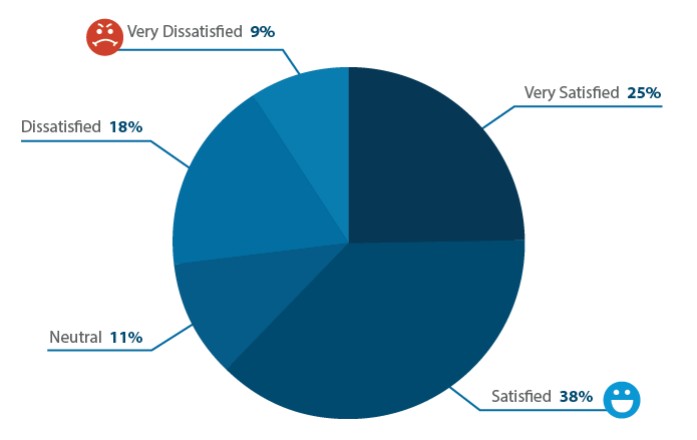 Very Dissatisfied 9%
Very Satisfied 25%
Dissatisfied 18%
Neutral 11%
Satisfied 38%